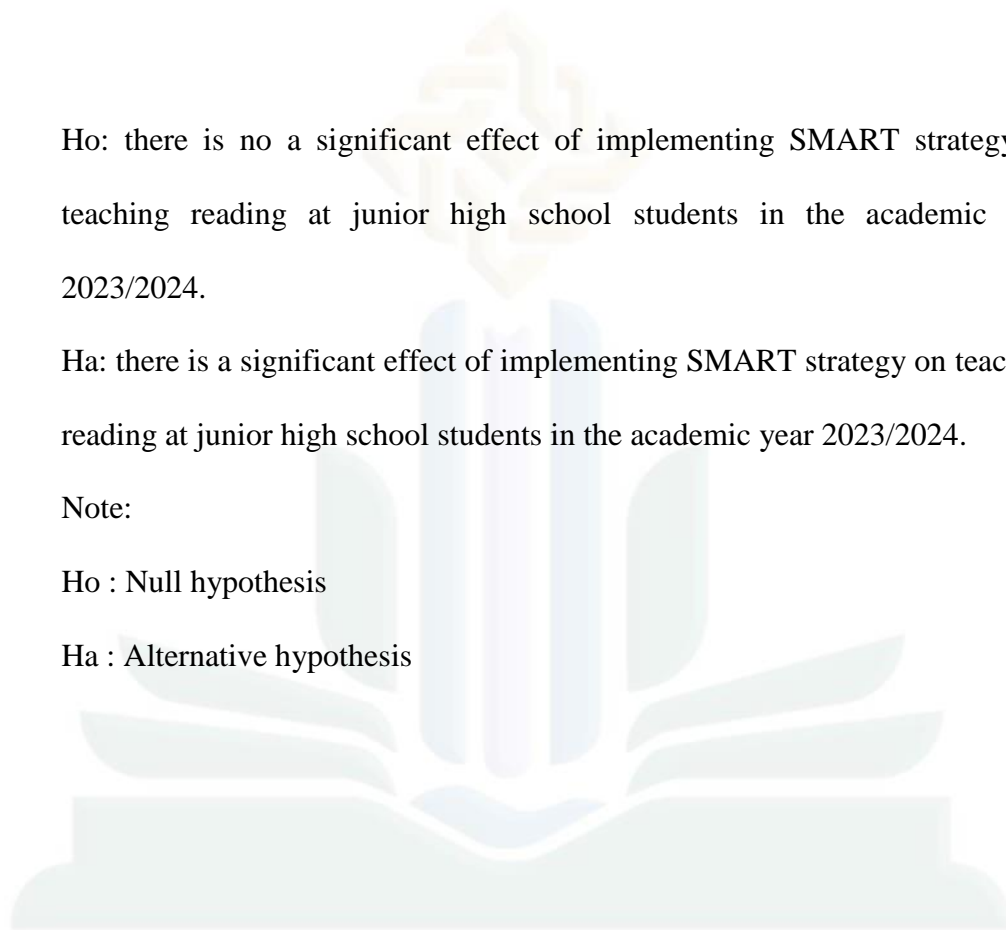 Ho: there is no a significant effect of implementing SMART strategy
teaching reading at junior high school students in the academic
2023/2024.
Ha: there is a significant effect of implementing SMART strategy on teac
reading at junior high school students in the academic year 2023/2024.
Note:
Ho : Null hypothesis
Ha : Alternative hypothesis